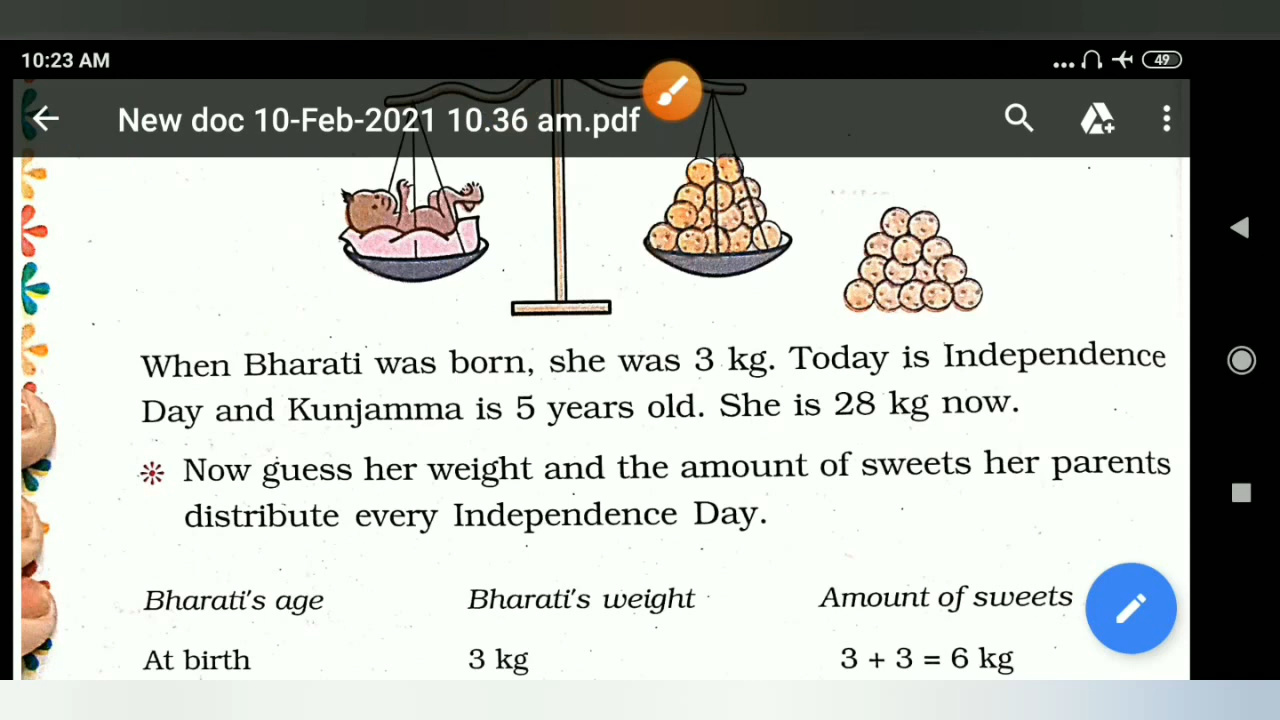 10:23 AM
49
New doc 10-Feb-2021 10.36 am.pdf
When Bharati was born, she was 3 kg. Today is Independence
Day and Kunjamma is 5 years old. She is 28 kg now.
Now guess her weight and the amount of sweets her parents
distribute every Independence Day.
Bharati's age Bharati's weight Amount of sweets
At birth 3 kg 3 + 3 = 6 kg